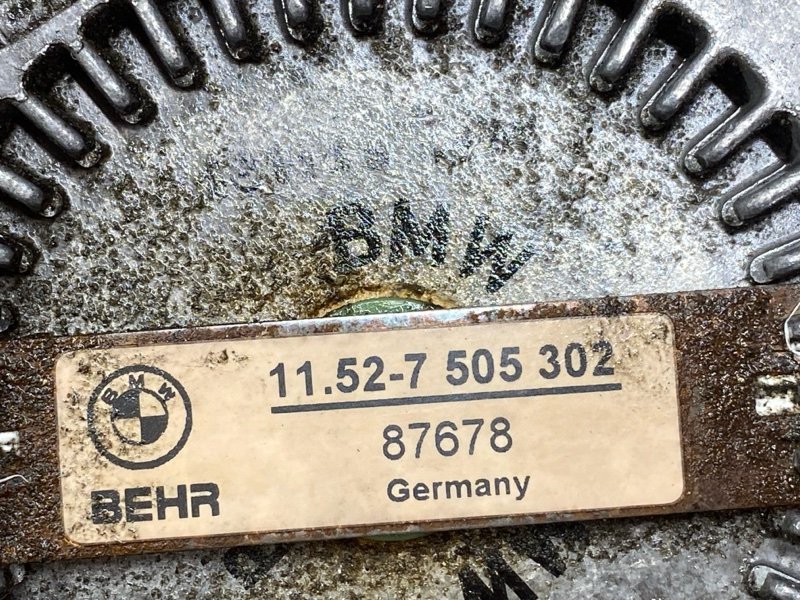 BMW
BMW
11.52-7 505 302
87678
BEHR
Germany